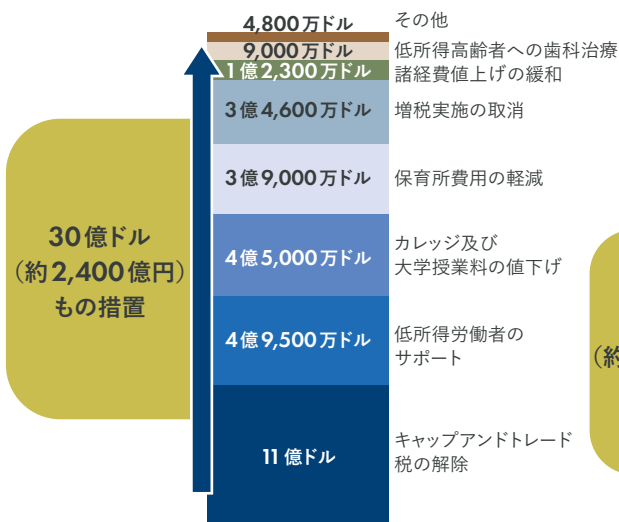 4,800万ドル
その他
9,000万ドル
低所得高齢者への歯科治療
1億2,300万ドル
諸経費値上げの緩和
3億4,600万ドル
増税実施の取消
3億9,000万ドル
保育所費用の軽減
30億ドル
（約2,400億円）
もの措置
4億5,000万ドル
カレッジ及び
大学授業料の値下げ
4億9,500万ドル
低所得労働者の
サポート
（約
11億ドル
キャップアンドトレード
税の解除